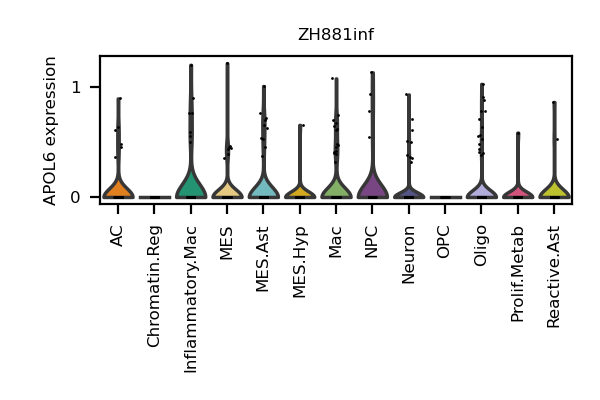 ZH881inf
APOL6 expression
1
0
AC
Chromatin.Reg
Inflammatory.Mac
MES
MES.Ast
MES.Hyp
Mac
NPC
Neuron
OPC
Oligo
Prolif.Metab
Reactive.Ast